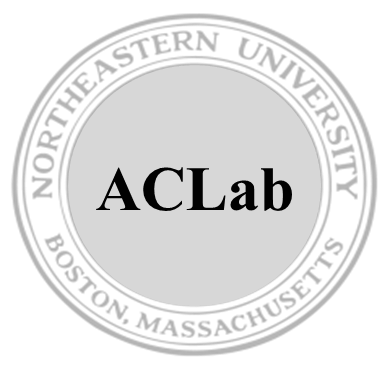 NORTHEASTERN UNIVERSITY
ACLab
BOSTON, MASSACHUSETTS